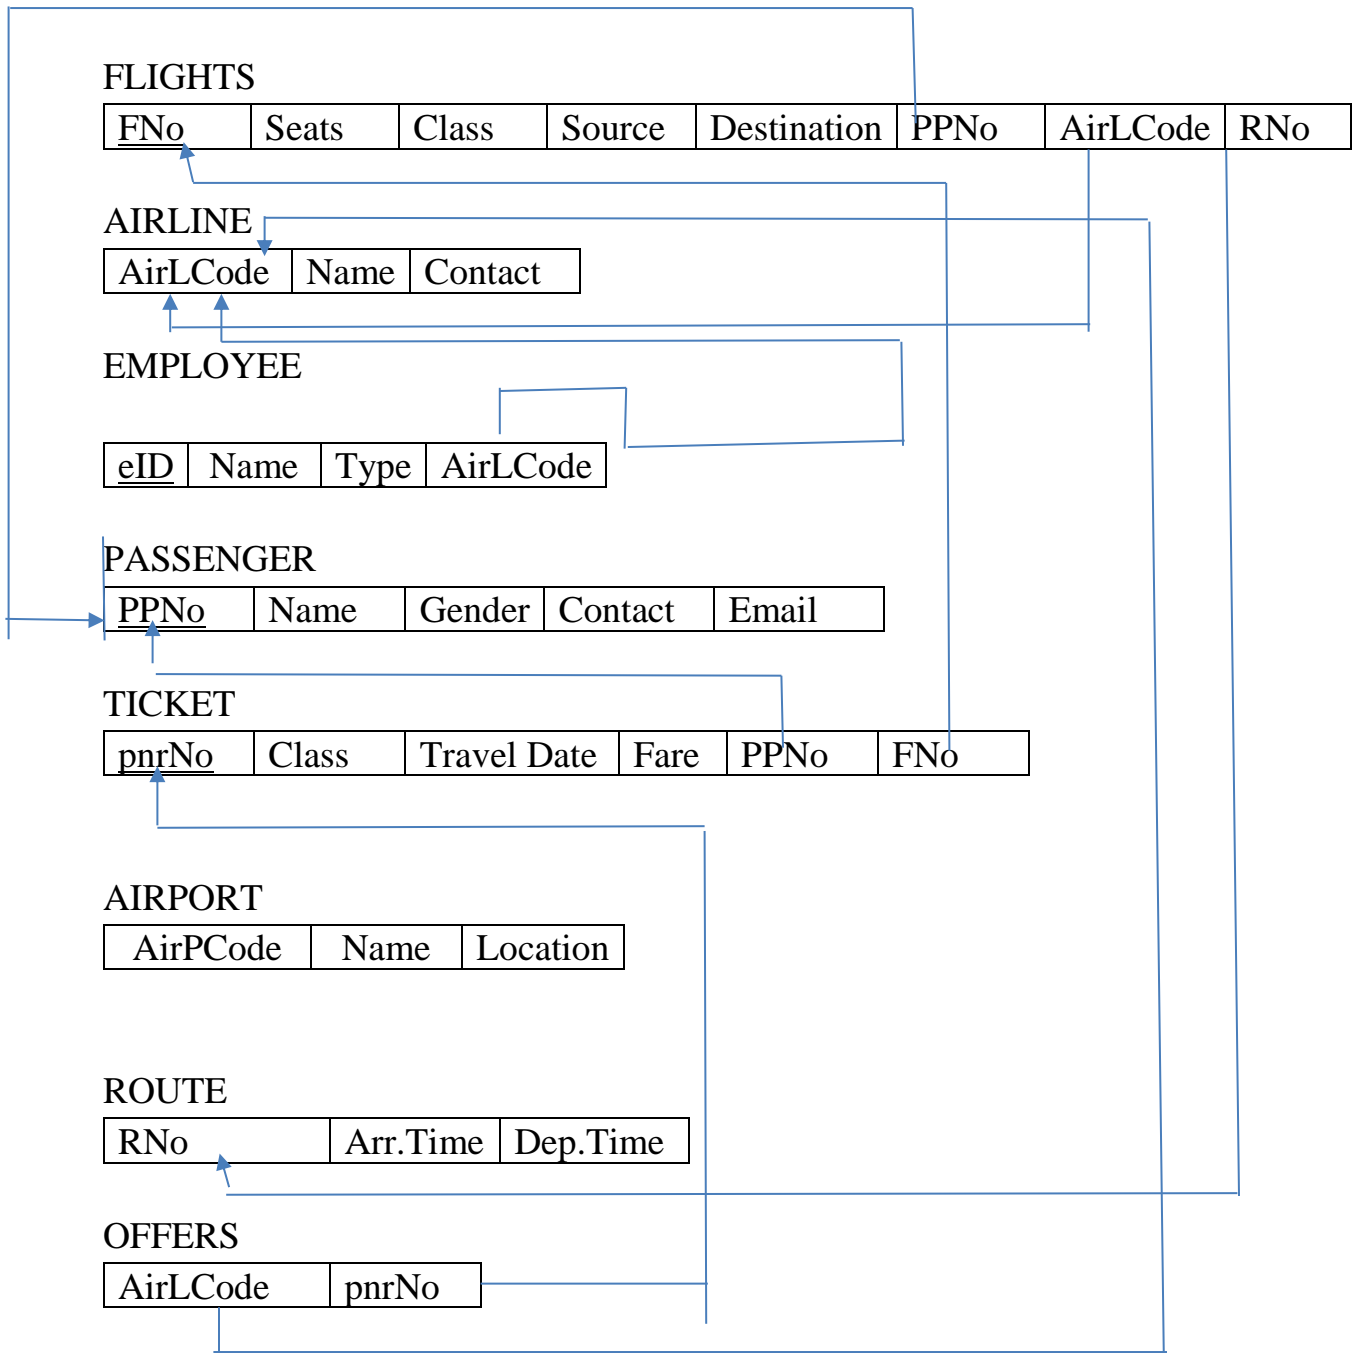 FLIGHTS
FNo Seats Class Source Destination PPNo AirLCode RNo
AIRLINE
AirLCode Name Contact
EMPLOYEE
eID Name Type AirLCode
PASSENGER
PPNo Name Gender Contact Email
TICKET
pnrNo Class Travel Date Fare PPNo FNo
AIRPORT
AirPCode Name Location
ROUTE
RNo Arr.Time Dep.Time
OFFERS
AirLCode pnrNo